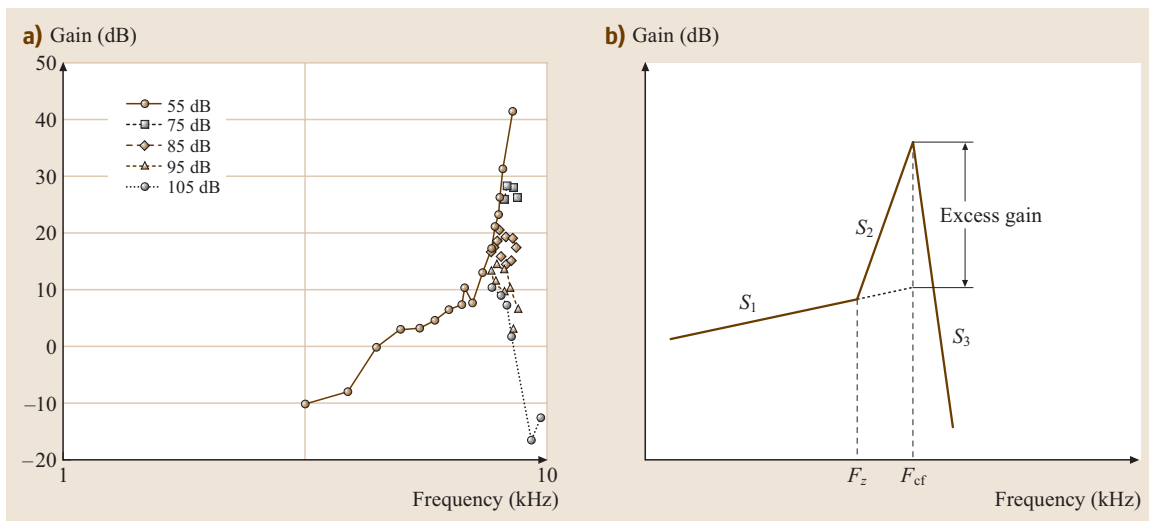 a) Gain (dB)
50
40
30
20
10
0
–10
–20
1
10
Frequency (kHz)
55 dB
75 dB
85 dB
95 dB
105 dB
b) Gain (dB)
Excess gain
S2
S1
S3
Fz
Fcf
Frequency (kHz)